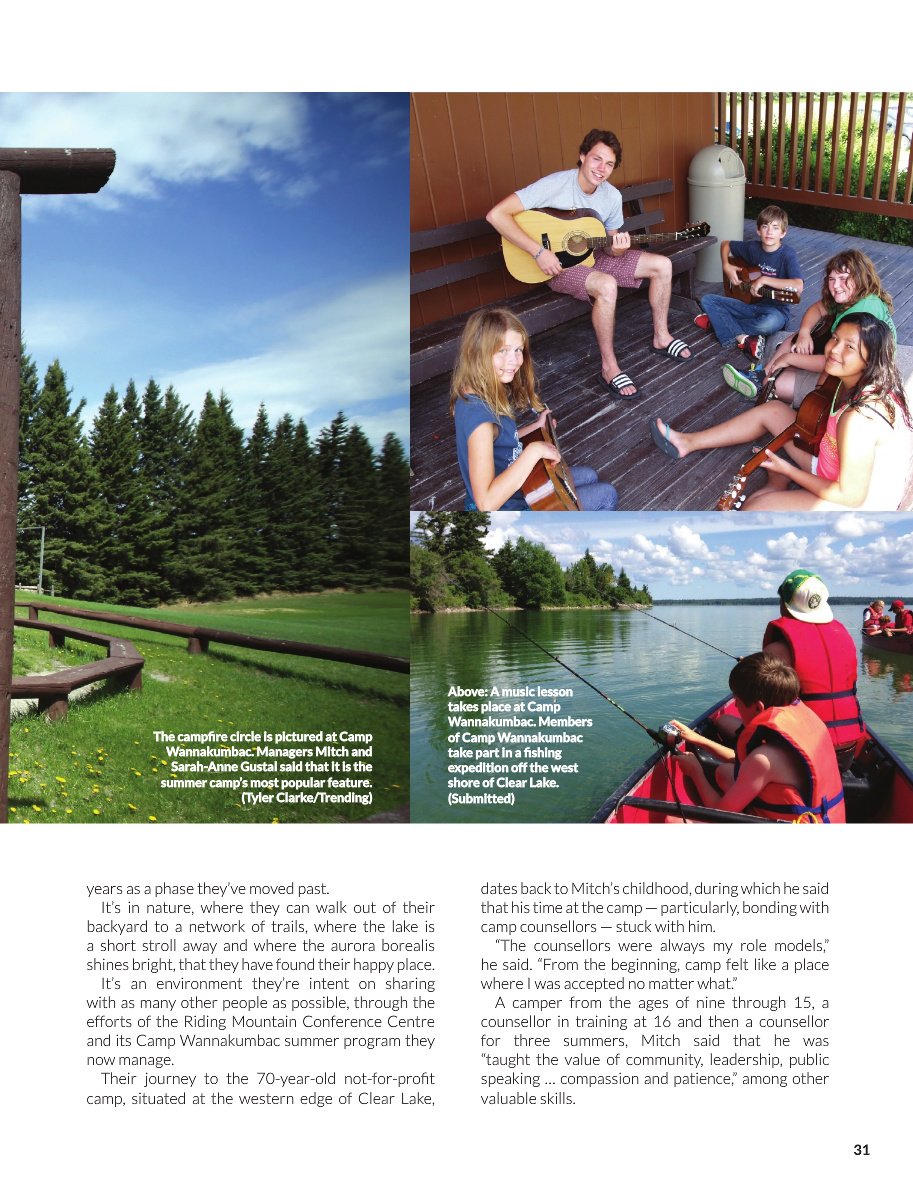 The campfire circle is pictured at Camp
Wannakumbac. Managers Mitch and
Sarah-Anne Gustal said that it is the
summer camp's most popular feature.
(Tyler Clarke/Trending)
Above: A music lesson
takes place at Camp
Wannakumbac. Members
of Camp Wannakumbac
take part in a fishing
expedition off the west
shore of Clear Lake.
(Submitted)
years as a phase they've moved past.
It's in nature, where they can walk out of their
backyard to a network of trails, where the lake is
a short stroll away and where the aurora borealis
shines bright, that they have found their happy place.
It's an environment they're intent on sharing
with as many other people as possible, through the
efforts of the Riding Mountain Conference Centre
and its Camp Wannakumbac summer program they
now manage.
Their journey to the 70-year-old not-for-profit
camp, situated at the western edge of Clear Lake,
dates back to Mitch's childhood, during which he said
that his time at the camp — particularly, bonding with
camp counsellors — stuck with him.
“The counsellors were always my role models,”
he said. “From the beginning, camp felt like a place
where I was accepted no matter what.”
A camper from the ages of nine through 15, a
counsellor in training at 16 and then a counsellor
for three summers, Mitch said that he was
“taught the value of community, leadership, public
speaking ... compassion and patience,” among other
valuable skills.
31